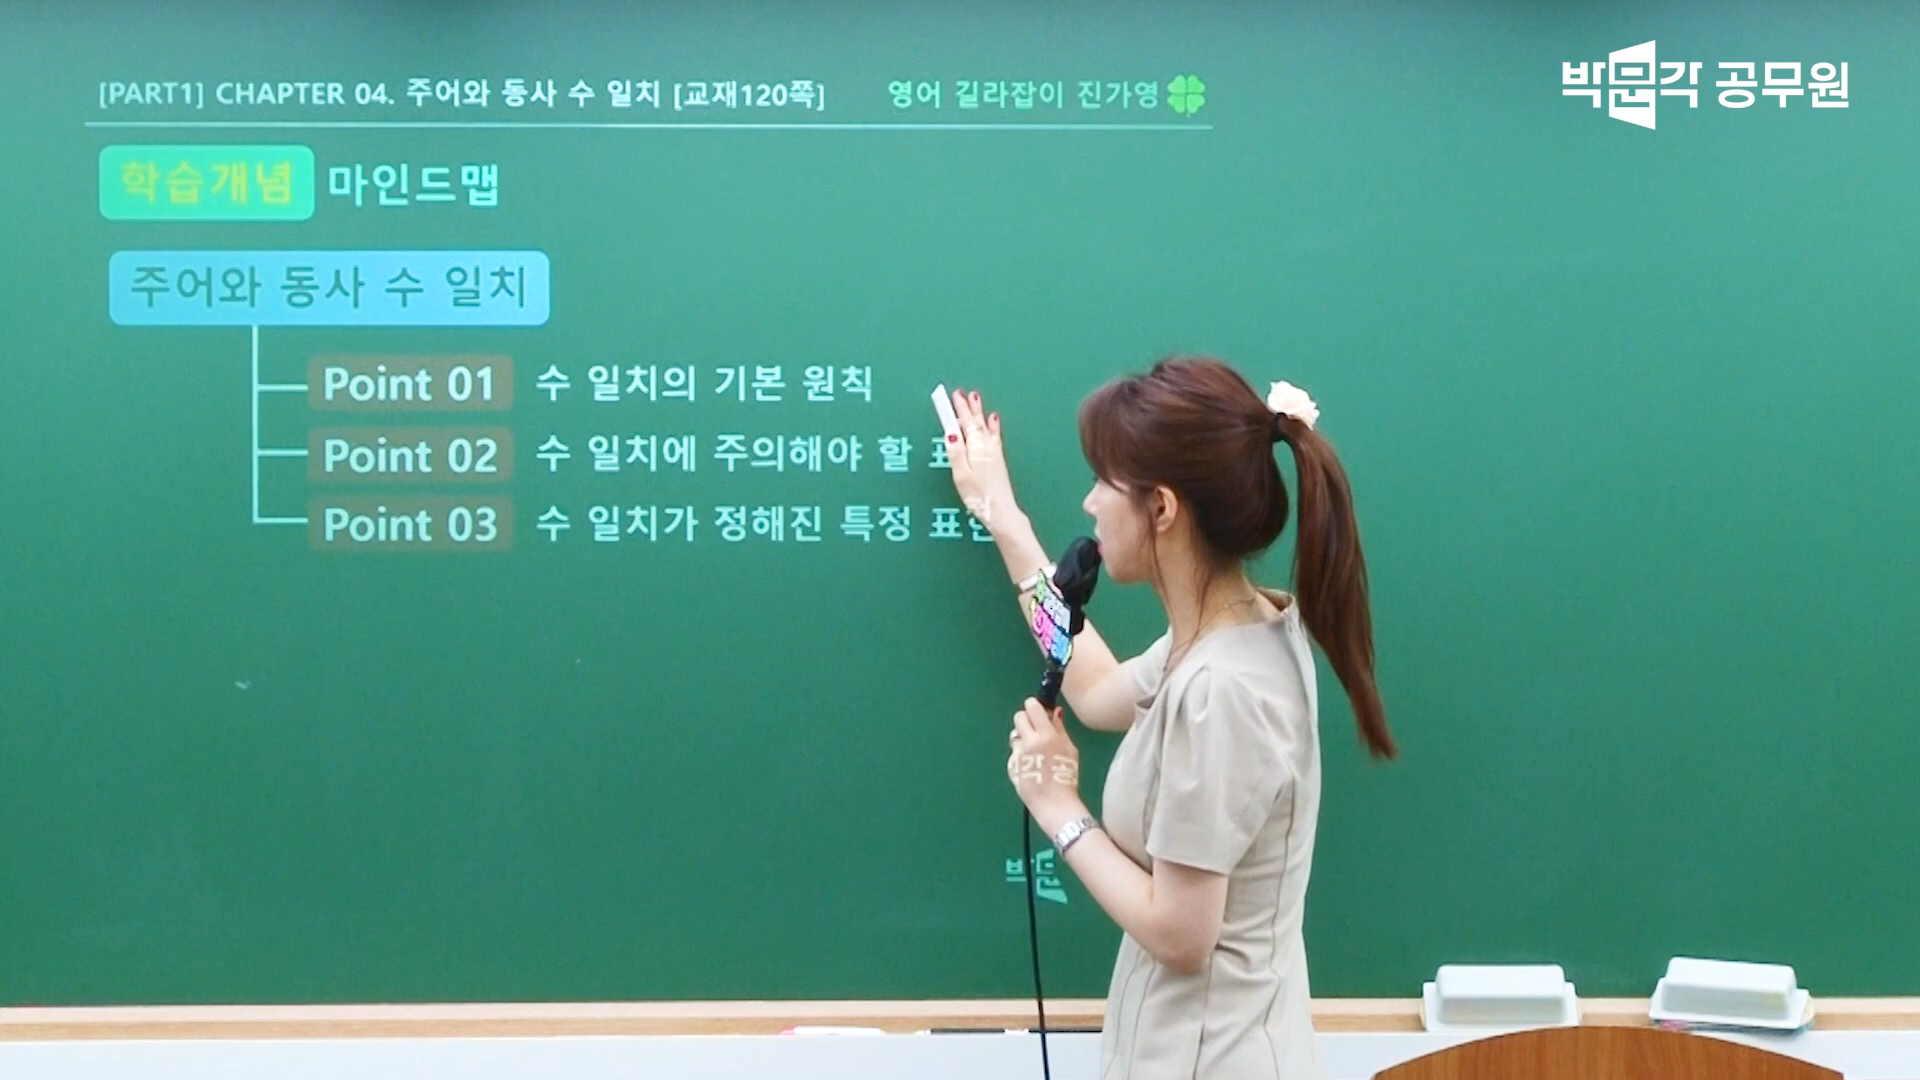 [PART1] CHAPTER 04. 주어와 동사 수 일치 [교재120쪽]
영어 길라잡이 진가영
박문각 공무원
학습개념 마인드맵
주어와 동사 수 일치
Point 01 수 일치의 기본 원칙
Point 02 수 일치에 주의해야 할 표현
Point 03 수 일치가 정해진 특정 표현